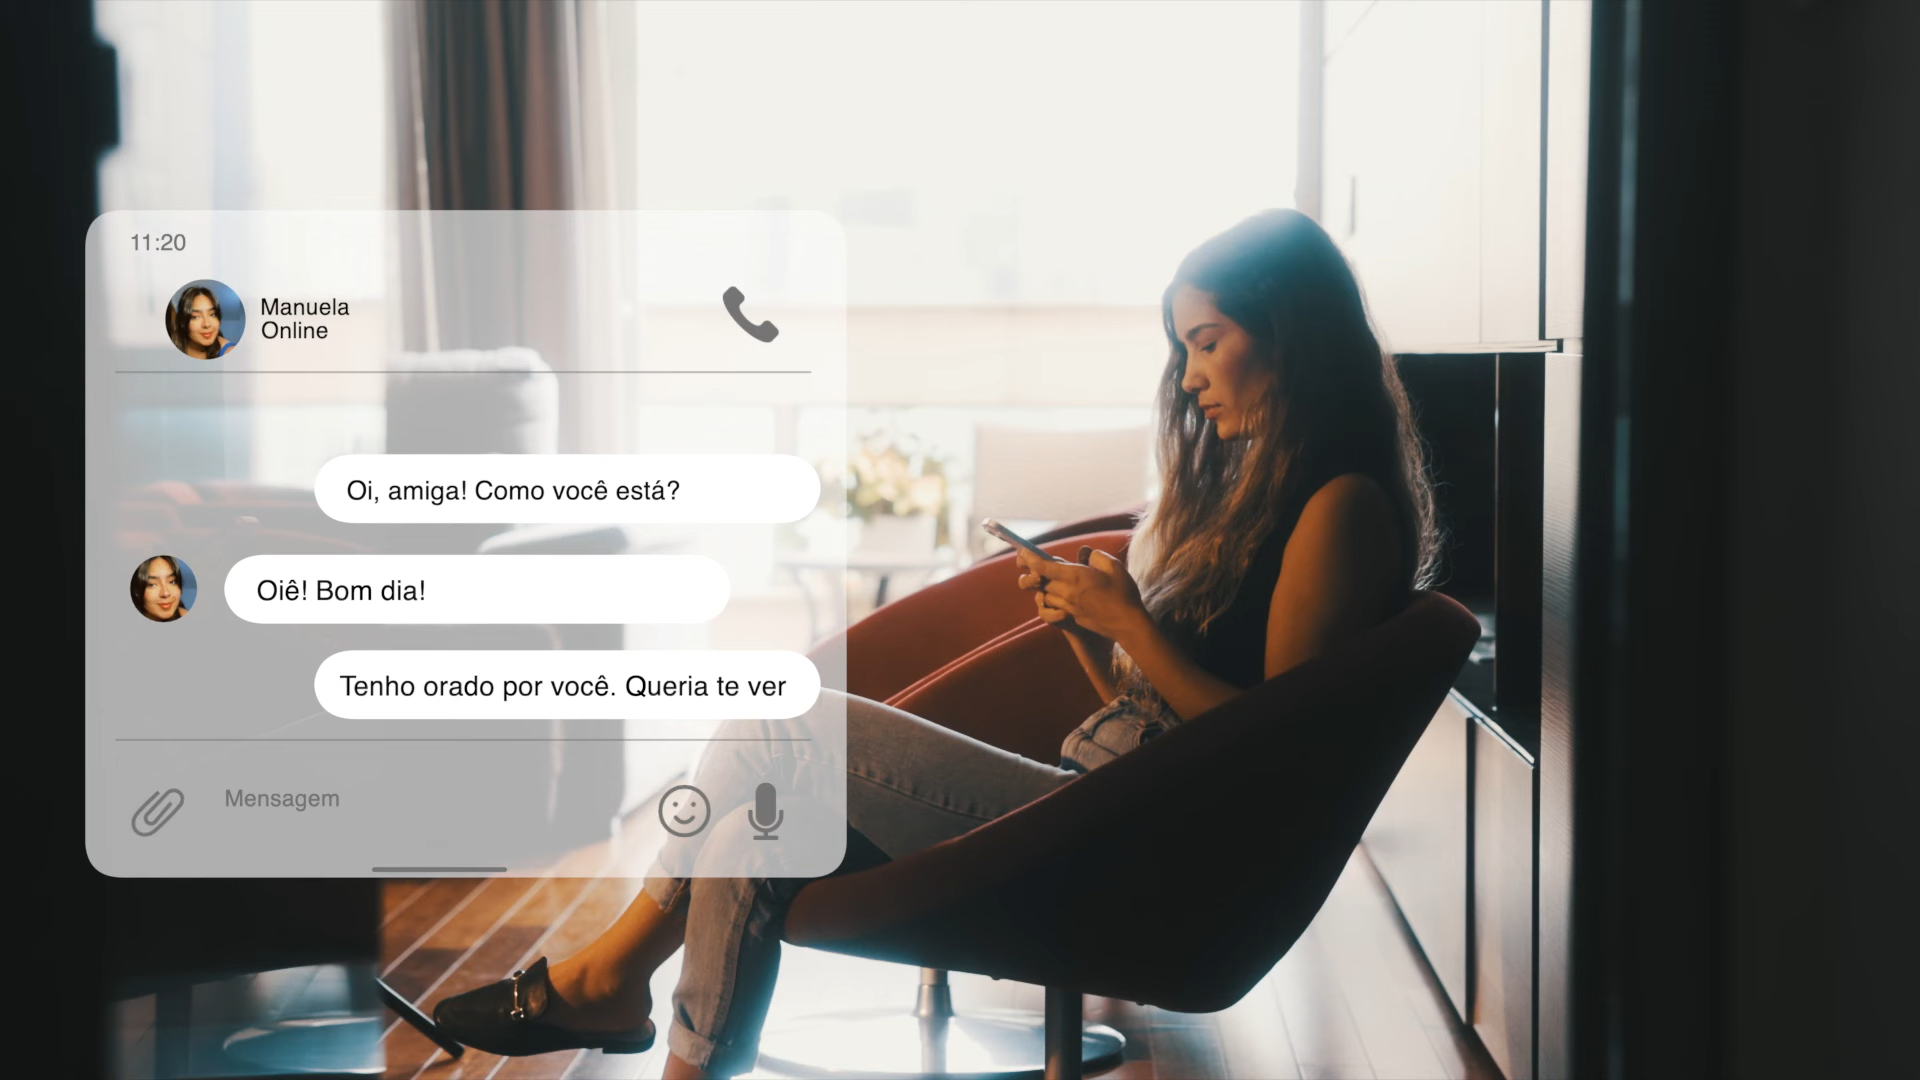 11:20
Manuela
Online
Oi, amiga! Como você está?
Oiê! Bom dia!
Tenho orado por você. Queria te ver
Mensagem